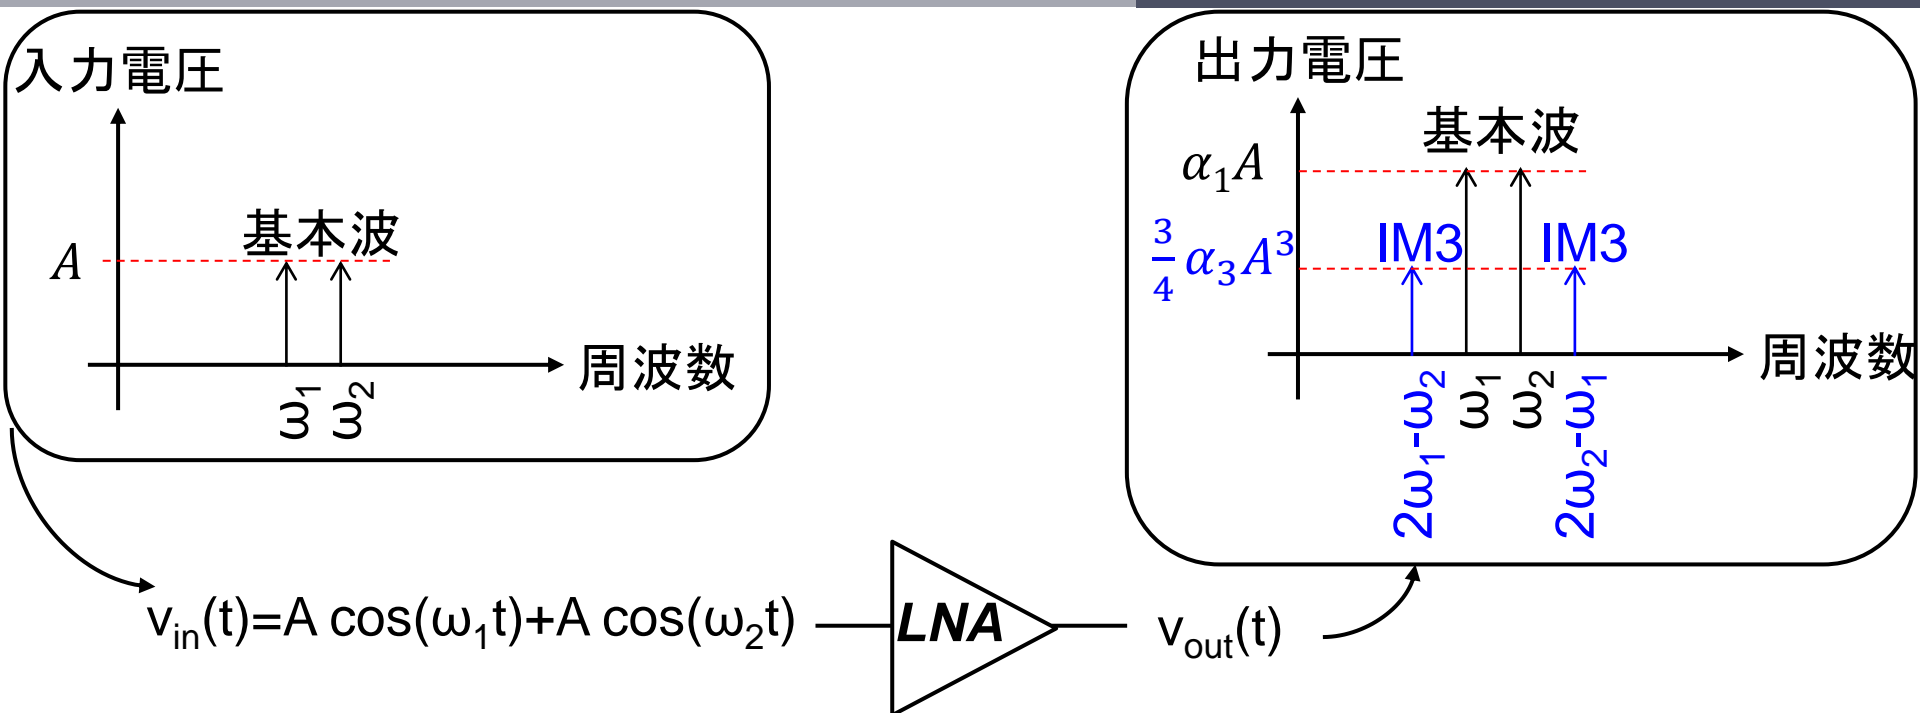 入力電圧
基本波
A
周波数
ω₁
ω₂
出力電圧
基本波
α₁A
IM3 IM3
3/4 α₃A³
周波数
2ω₁-ω₂
ω₁
ω₂
2ω₂-ω₁
vᵢₙ(t)=A cos(ω₁t)+A cos(ω₂t)
LNA
vₒᵤₜ(t)